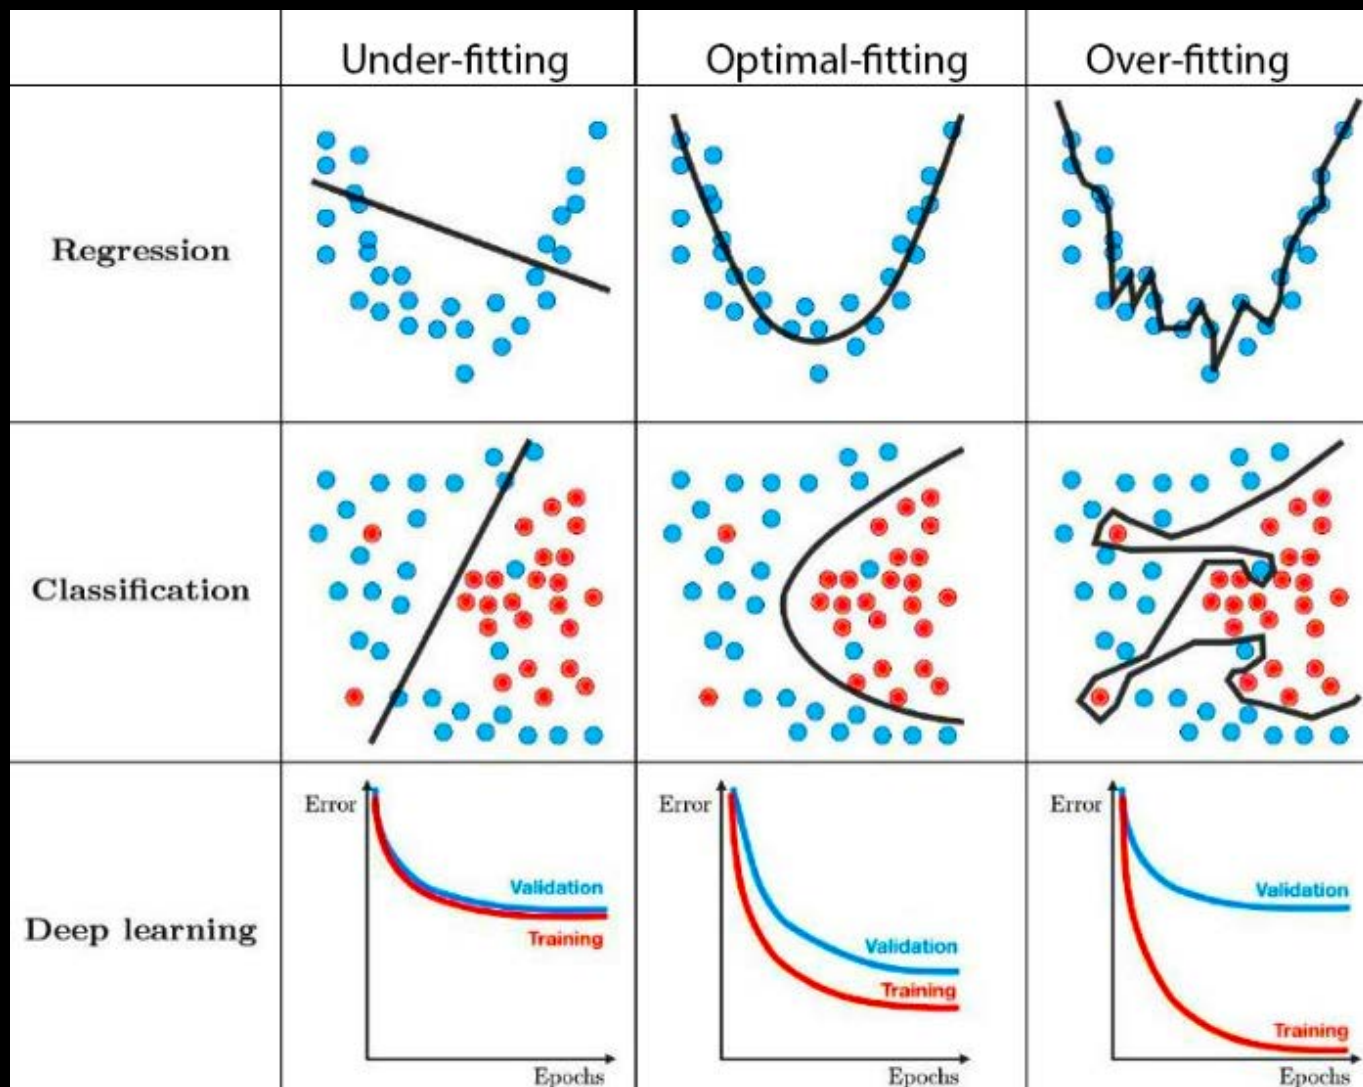 Under-fitting
Optimal-fitting
Over-fitting
Regression
Classification
Deep learning
Error
Validation
Training
Epochs
Error
Validation
Training
Epochs
Error
Validation
Training
Epochs